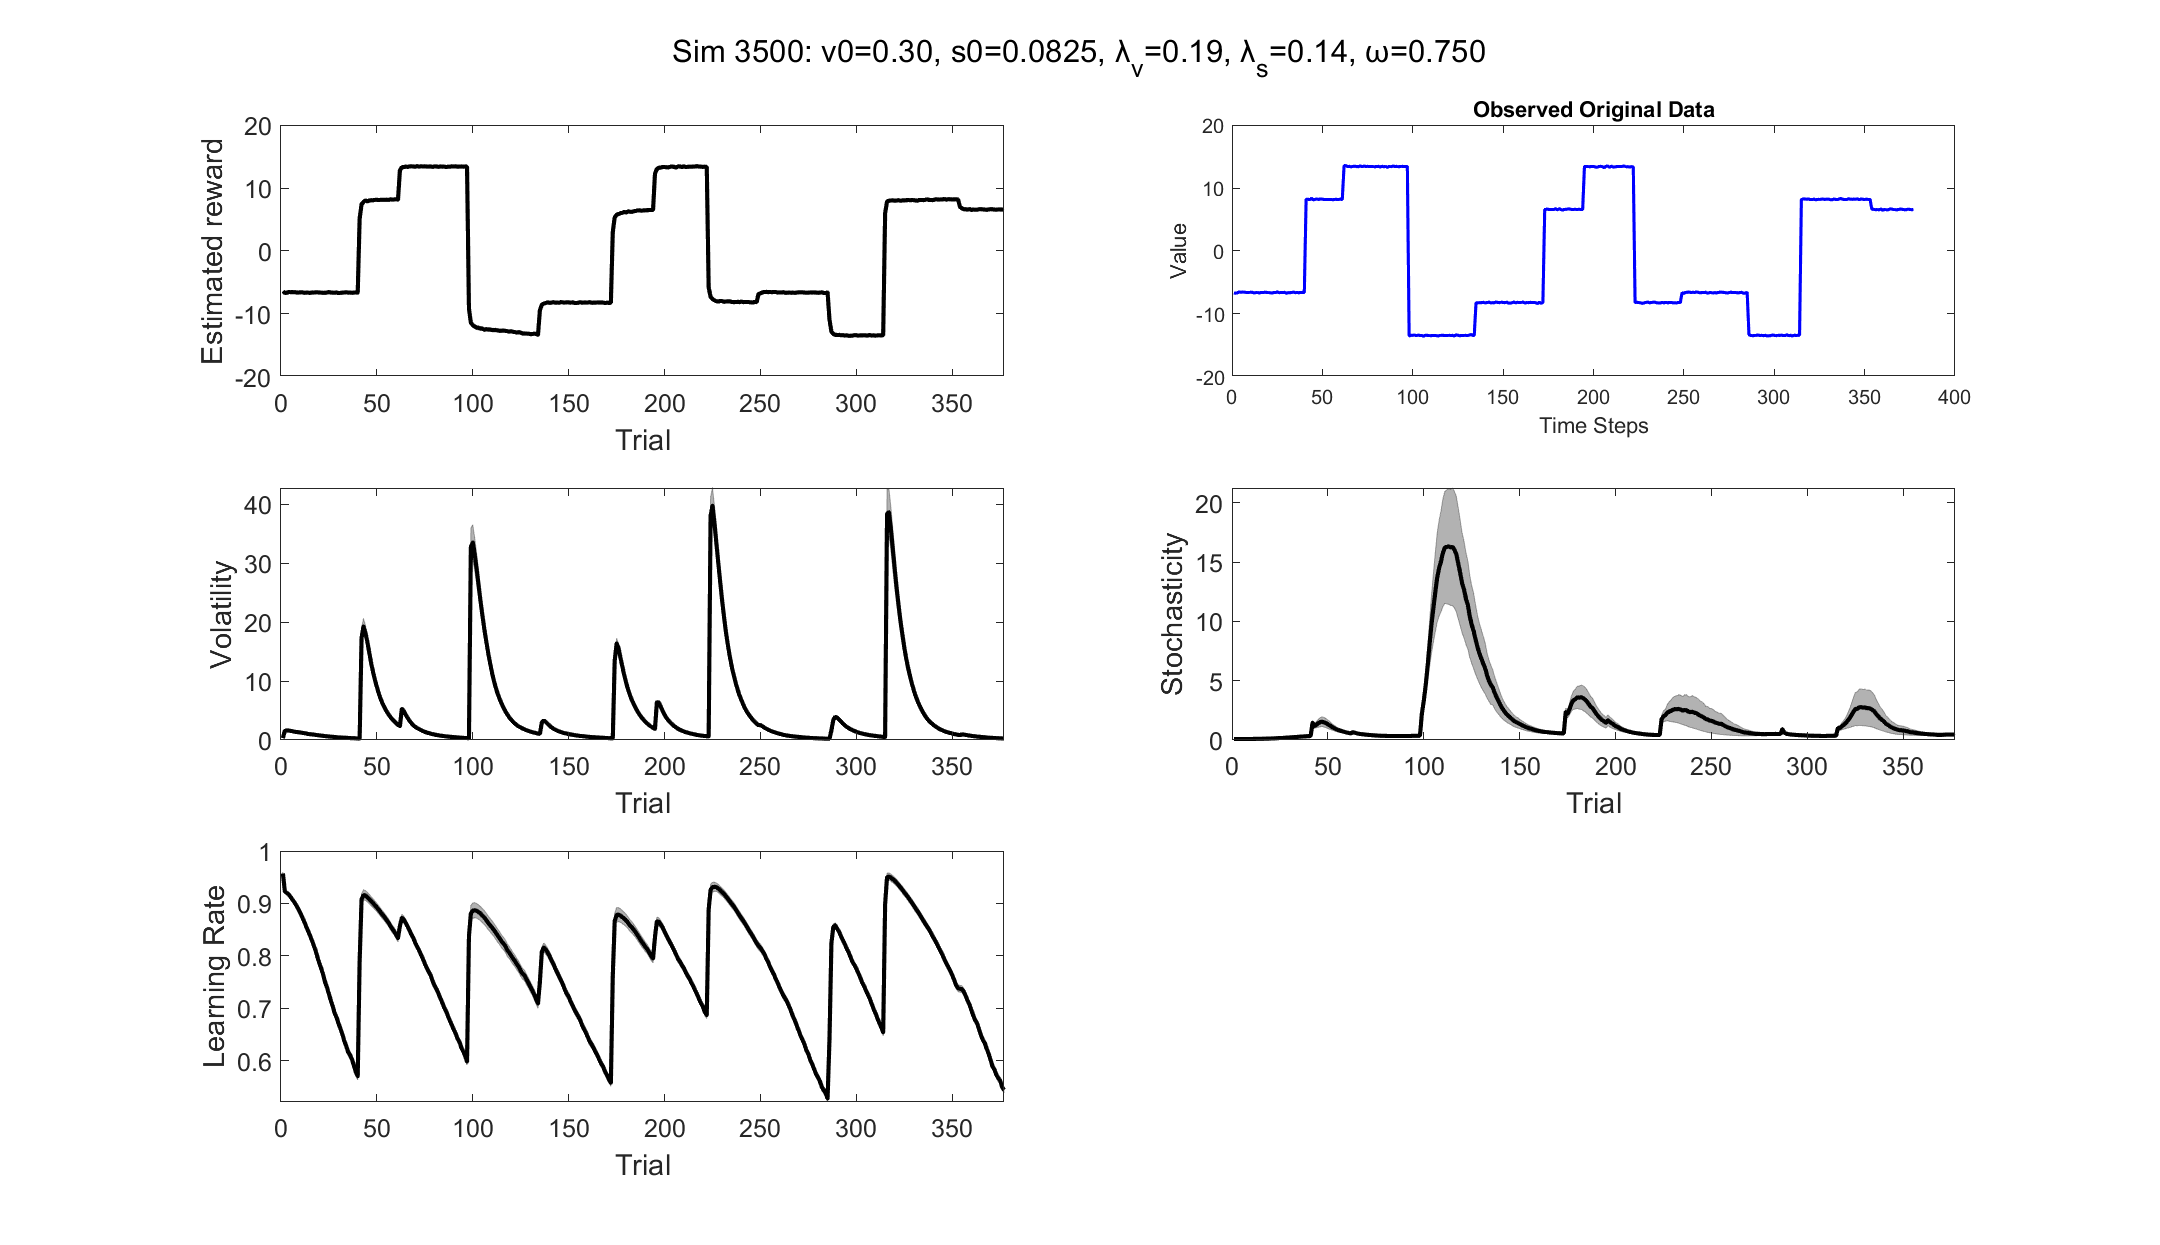 Sim 3500: v0=0.30, s0=0.0825, λ_v=0.19, λ_s=0.14, ω=0.750
Estimated reward
20
10
0
-10
-20
0 50 100 150 200 250 300 350
Trial
Observed Original Data
Value
20
10
0
-10
-20
0 50 100 150 200 250 300 350 400
Time Steps
Volatility
40
30
20
10
0
0 50 100 150 200 250 300 350
Trial
Stochasticity
20
15
10
5
0
0 50 100 150 200 250 300 350
Trial
Learning Rate
1
0.9
0.8
0.7
0.6
0 50 100 150 200 250 300 350
Trial